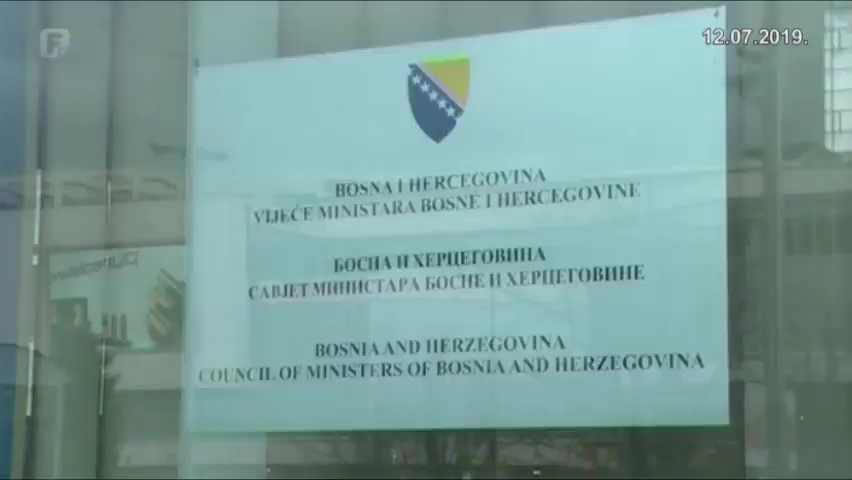 12.07.2019.
BOSNA I HERCEGOVINA
VIJEĆE MINISTARA BOSNE I HERCEGOVINE
БОСНА И ХЕРЦЕГОВИНА
САВЈЕТ МИНИСТАРА БОСНЕ И ХЕРЦЕГОВИНЕ
BOSNIA AND HERZEGOVINA
COUNCIL OF MINISTERS OF BOSNIA AND HERZEGOVINA